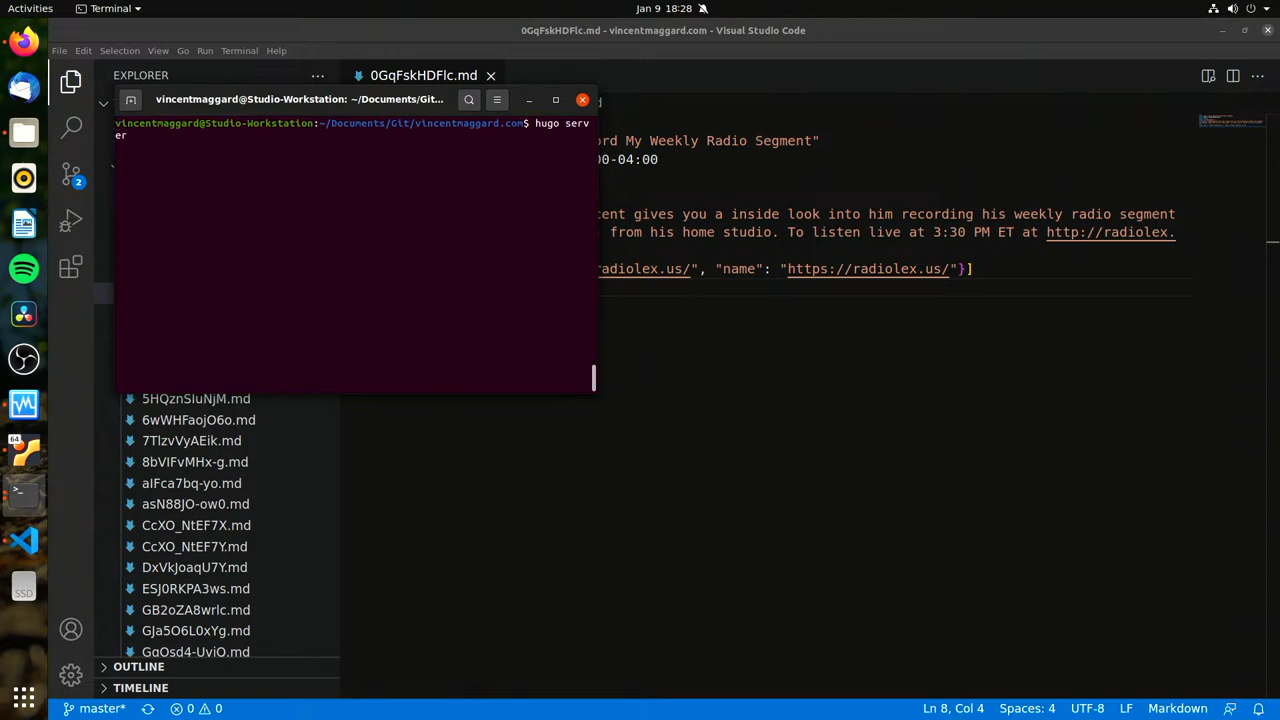 Activities
Terminal
Jan 9 18:28
0GqFskHDFlc.md - vincentmaggard.com - Visual Studio Code
File Edit Selection View Go Run Terminal Help
EXPLORER
0GqFskHDFlc.md
vincentmaggard@Studio-Workstation: ~/Documents/Git...
d
vincentmaggard@Studio-Workstation:~/Documents/Git/vincentmaggard.com$ hugo serv
er
ord My Weekly Radio Segment"
00-04:00
cent gives you a inside look into him recording his weekly radio segment
from his home studio. To listen live at 3:30 PM ET at http://radiolex.
radiolex.us/", "name": "https://radiolex.us/"}]
2
5HQznSIuNjM.md
6wWHFaojO6o.md
7TlzvVyAEik.md
8bVIFvMHx-g.md
aIFca7bq-yo.md
asN88JO-ow0.md
CcXO_NtEF7X.md
CcXO_NtEF7Y.md
DxVkJoaqU7Y.md
ESJ0RKPA3ws.md
GB2oZA8wrlc.md
GJa5O6L0xYg.md
GgOsd4-UviO.md
OUTLINE
TIMELINE
64
>_
SSD
master*
0 0
Ln 8, Col 4
Spaces: 4
UTF-8
LF
Markdown